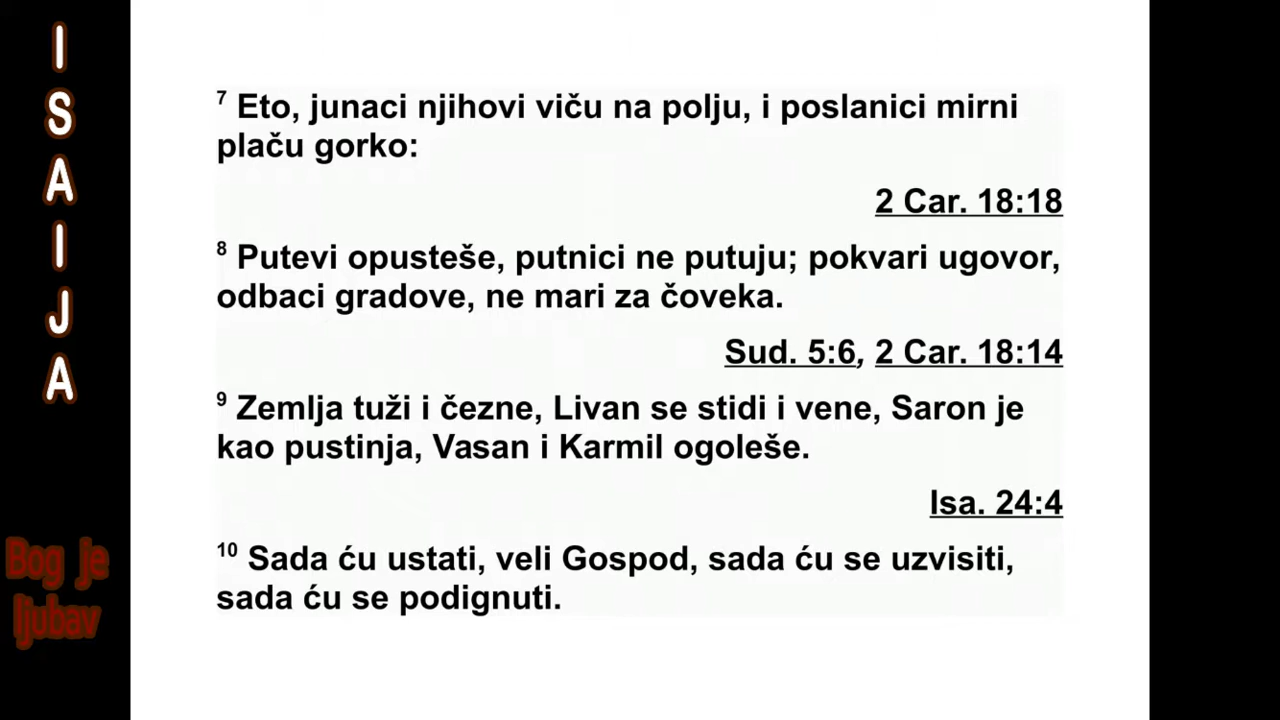 ISAIJA
7 Eto, junaci njihovi viču na polju, i poslanici mirni
plaču gorko:
2 Car. 18:18
8 Putevi opusteše, putnici ne putuju; pokvari ugovor,
odbaci gradove, ne mari za čoveka.
Sud. 5:6, 2 Car. 18:14
9 Zemlja tuži i čezne, Livan se stidi i vene, Saron je
kao pustinja, Vasan i Karmil ogoleše.
Isa. 24:4
10 Sada ću ustati, veli Gospod, sada ću se uzvisiti,
sada ću se podignuti.
Bog je
ljubav